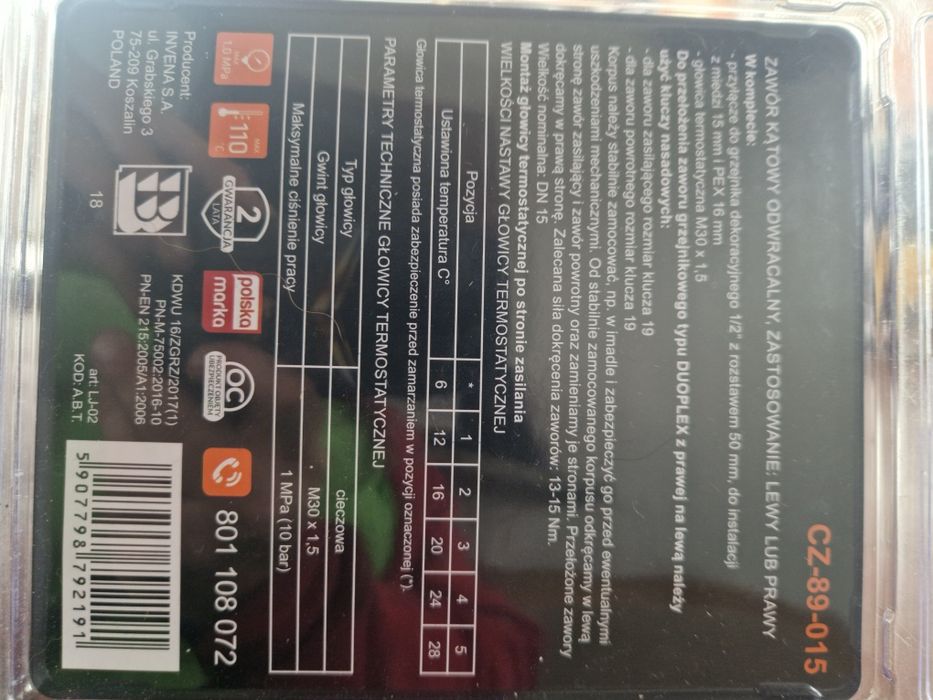 CZ-89-015
ZAWÓR KĄTOWY ODWRACALNY, ZASTOSOWANIE: LEWY LUB PRAWY
W komplecie:
- przyłącze do grzejnika dekoracyjnego 1/2" z rozstawem 50 mm, do instalacji
z miedzi 15 mm i PEX 16 mm
- głowica termostatyczna M30 x 1,5
Do przełożenia zaworu grzejnikowego typu DUOPLEX z prawej na lewą należy
użyć kluczy nasadowych:
- dla zaworu zasilającego rozmiar klucza 19
- dla zaworu powrotnego rozmiar klucza 19
Korpus należy stabilnie zamocować, np. w imadle i zabezpieczyć go przed ewentualnymi
uszkodzeniami mechanicznymi. Od stabilnie zamocowanego korpusu odkręcamy w lewą
stronę zawór zasilający i zawór powrotny oraz zamieniamy je stronami. Przełożone zawory
dokręcamy w prawą stronę. Zalecana siła dokręcenia zaworów: 13-15 Nm.
Wielkość nominalna: DN 15
Montaż głowicy termostatycznej po stronie zasilania
WIELKOŚCI NASTAWY GŁOWICY TERMOSTATYCZNEJ
Pozycja * 1 2 3 4 5
Ustawiona temperatura C° 6 12 16 20 24 28
Głowica termostatyczna posiada zabezpieczenie przed zamarzaniem w pozycji oznaczonej (*).
PARAMETRY TECHNICZNE GŁOWICY TERMOSTATYCZNEJ
Typ głowicy cieczowa
Gwint głowicy M30 x 1,5
Maksymalne ciśnienie pracy 1 MPa (10 bar)
MAX
1.0 MPa
MAX
110
°C
2
LATA
GWARANCJA
polska
marka
OC
PRODUKT OBJĘTY
UBEZPIECZENIEM
801 108 072
Producent:
INVENA S.A.
ul. Grabskiego 3
75-209 Koszalin
POLAND
B
18
KDWU 16/ZGRZ/2017(1)
PN-M-75002:2016-10
PN-EN 215:2005/A1:2006
art. LJ-02
KOD: A.B.T.
5907798792191